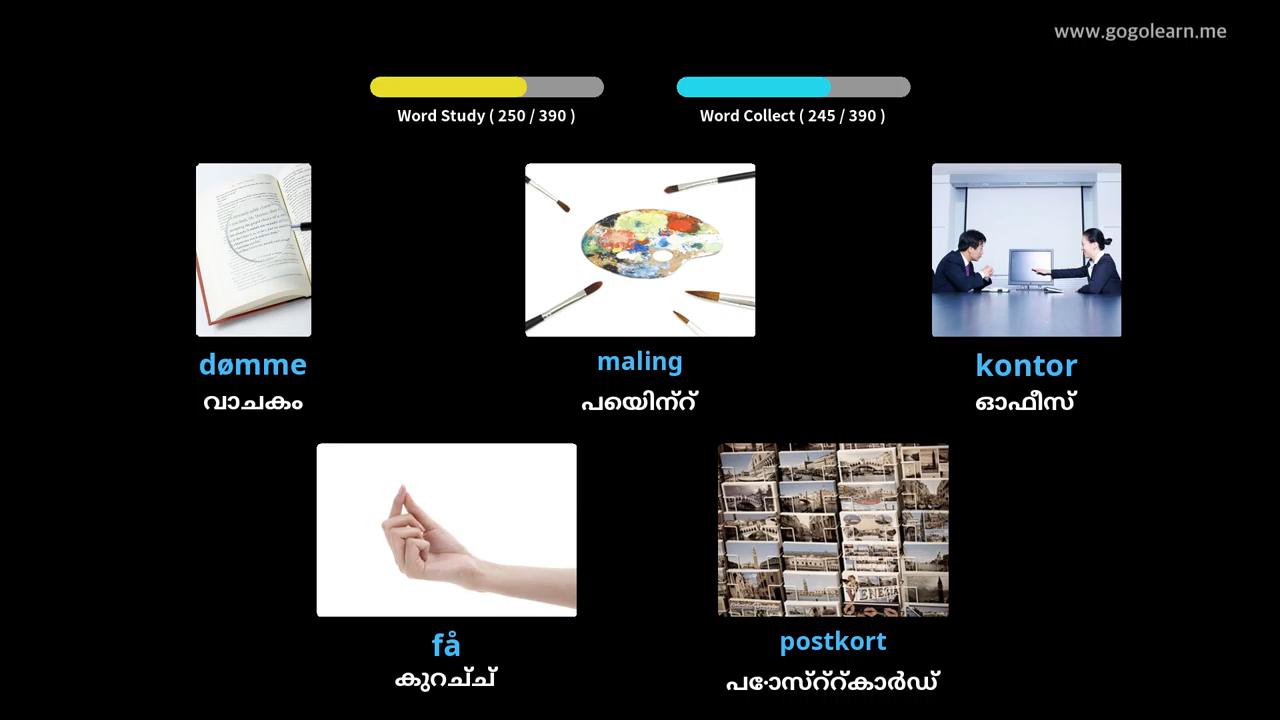 www.gogolearn.me
Word Study ( 250 / 390 )
Word Collect ( 245 / 390 )
dømme
maling
kontor
വാചകം
പയിന്റ്
ഓഫീസ്
få
postkort
കുറച്ച്
പോസ്റ്റ്കാർഡ്